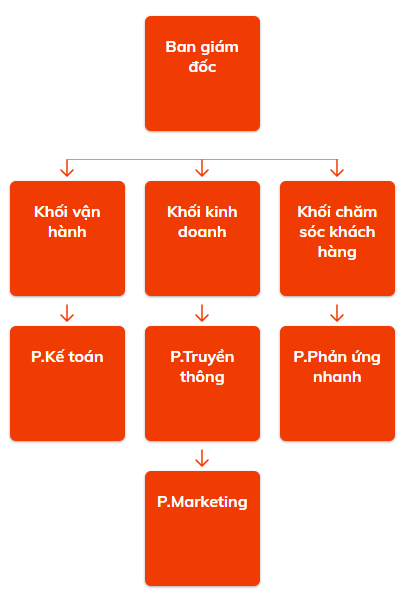 Ban giám
đốc
Khối vận
hành
Khối kinh
doanh
Khối chăm
sóc khách
hàng
P.Kế toán
P.Truyền
thông
P.Phản ứng
nhanh
P.Marketing